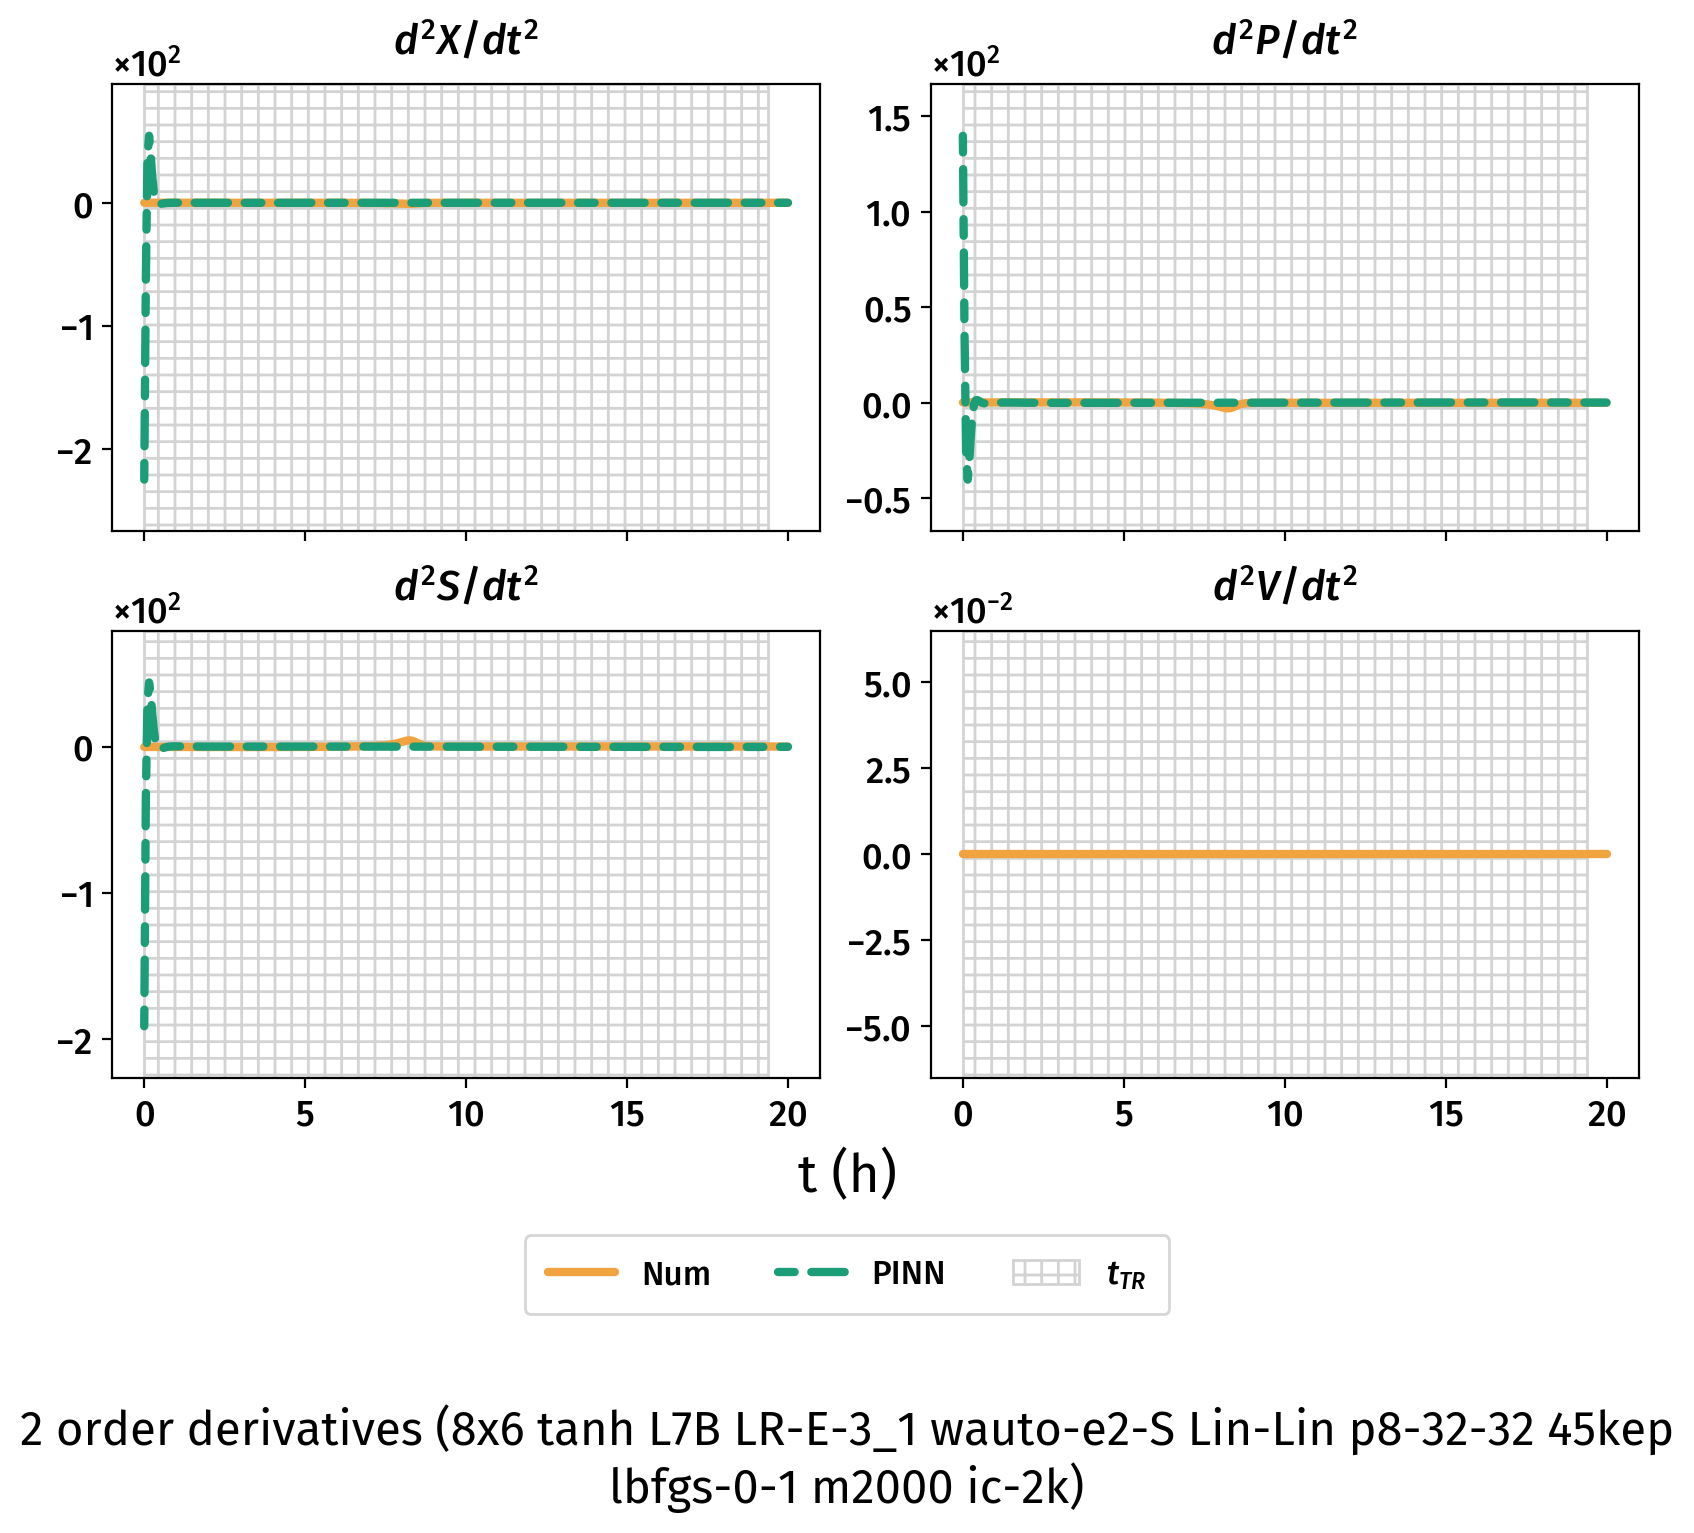 d²X/dt²
×10²
0
−1
−2
d²P/dt²
×10²
1.5
1.0
0.5
0.0
−0.5
d²S/dt²
×10²
0
−1
−2
0 5 10 15 20
d²V/dt²
×10⁻²
5.0
2.5
0.0
−2.5
−5.0
0 5 10 15 20
t (h)
Num PINN t_TR
2 order derivatives (8x6 tanh L7B LR-E-3_1 wauto-e2-S Lin-Lin p8-32-32 45kep
lbfgs-0-1 m2000 ic-2k)